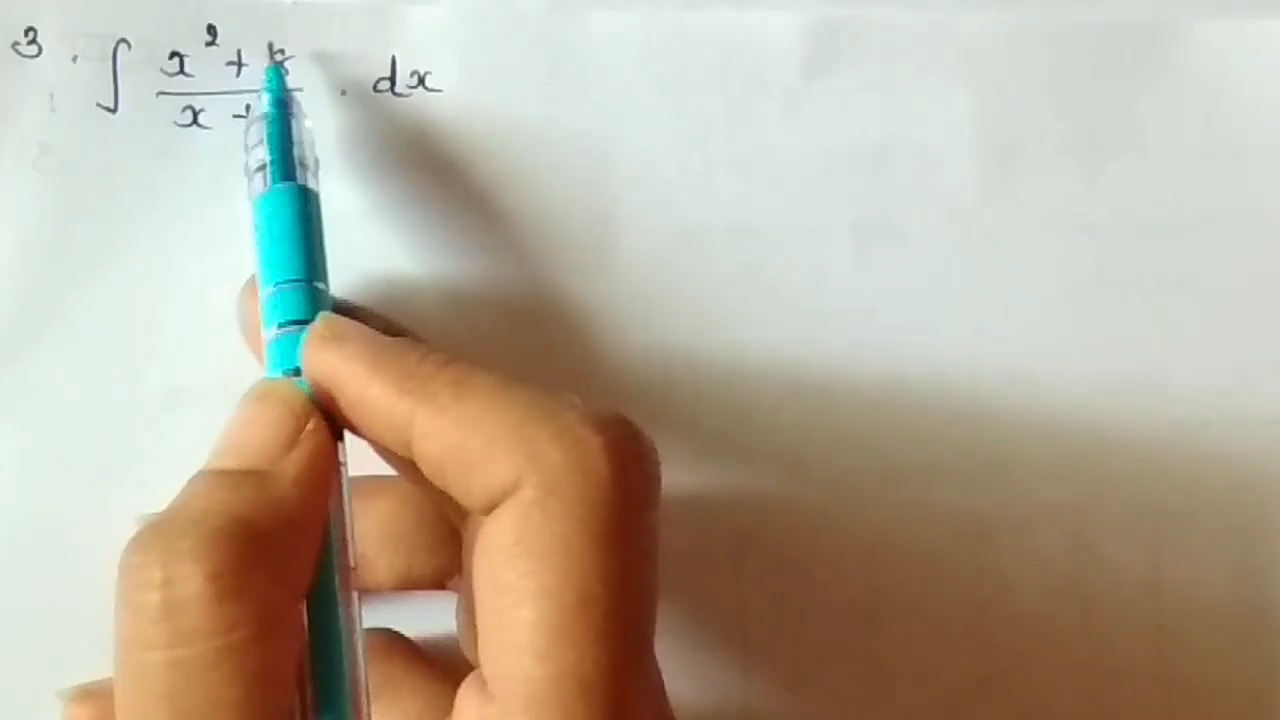 3. ∫ x² + / x + . dx